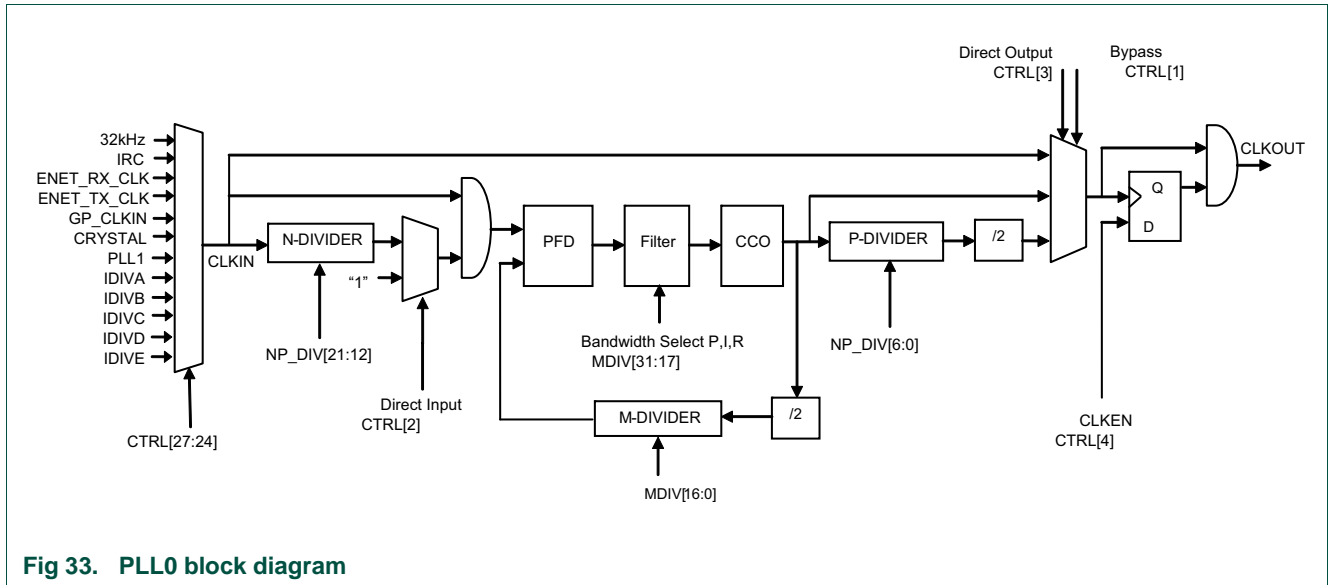 Direct Output
CTRL[3]
Bypass
CTRL[1]
32kHz
IRC
ENET_RX_CLK
ENET_TX_CLK
GP_CLKIN
CRYSTAL
PLL1
IDIVA
IDIVB
IDIVC
IDIVD
IDIVE
CTRL[27:24]
CLKIN
N-DIVIDER
NP_DIV[21:12]
"1"
Direct Input
CTRL[2]
PFD
Filter
Bandwidth Select P,I,R
MDIV[31:17]
CCO
P-DIVIDER
NP_DIV[6:0]
/2
M-DIVIDER
/2
MDIV[16:0]
Q
D
CLKOUT
CLKEN
CTRL[4]
Fig 33. PLL0 block diagram